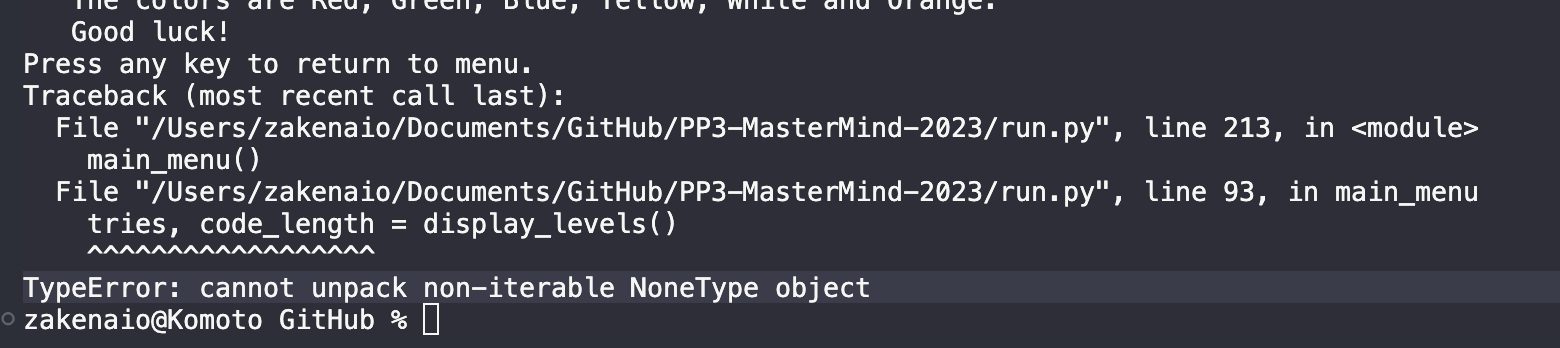 The colors are Red, Green, Blue, Yellow, White and Orange.
Good luck!
Press any key to return to menu.
Traceback (most recent call last):
File "/Users/zakenaio/Documents/GitHub/PP3-MasterMind-2023/run.py", line 213, in <module>
main_menu()
File "/Users/zakenaio/Documents/GitHub/PP3-MasterMind-2023/run.py", line 93, in main_menu
tries, code_length = display_levels()
^^^^^^^^^^^^^^^^^^
TypeError: cannot unpack non-iterable NoneType object
zakenaio@Komoto GitHub %